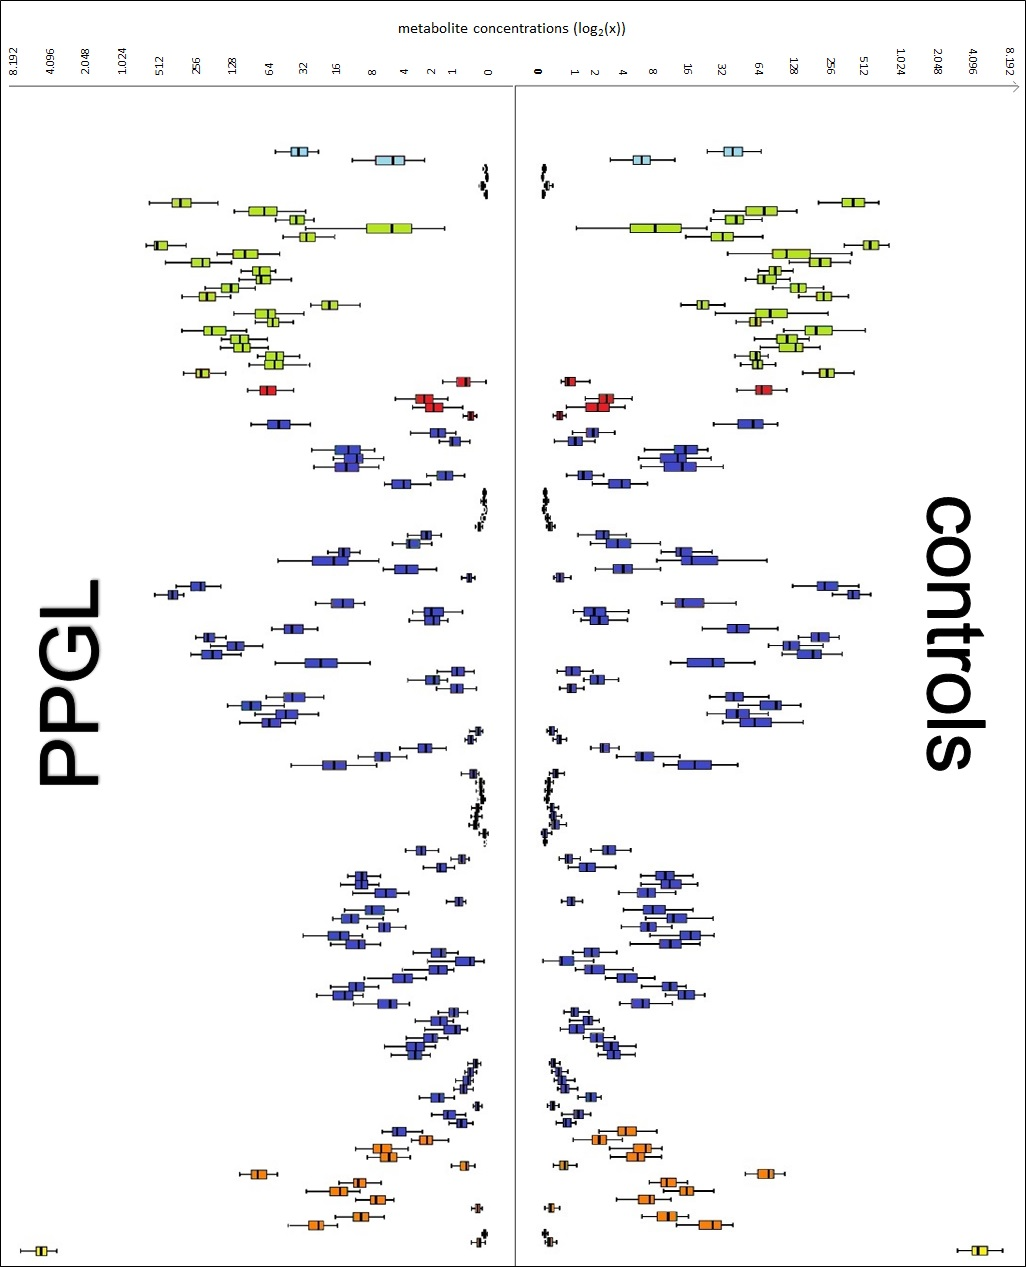 metabolite concentrations (log₂(x))
8.192 4.096 2.048 1.024 512 256 128 64 32 16 8 4 2 1 0 0 1 2 4 8 16 32 64 128 256 512 1.024 2.048 4.096 8.192
PPGL
controls